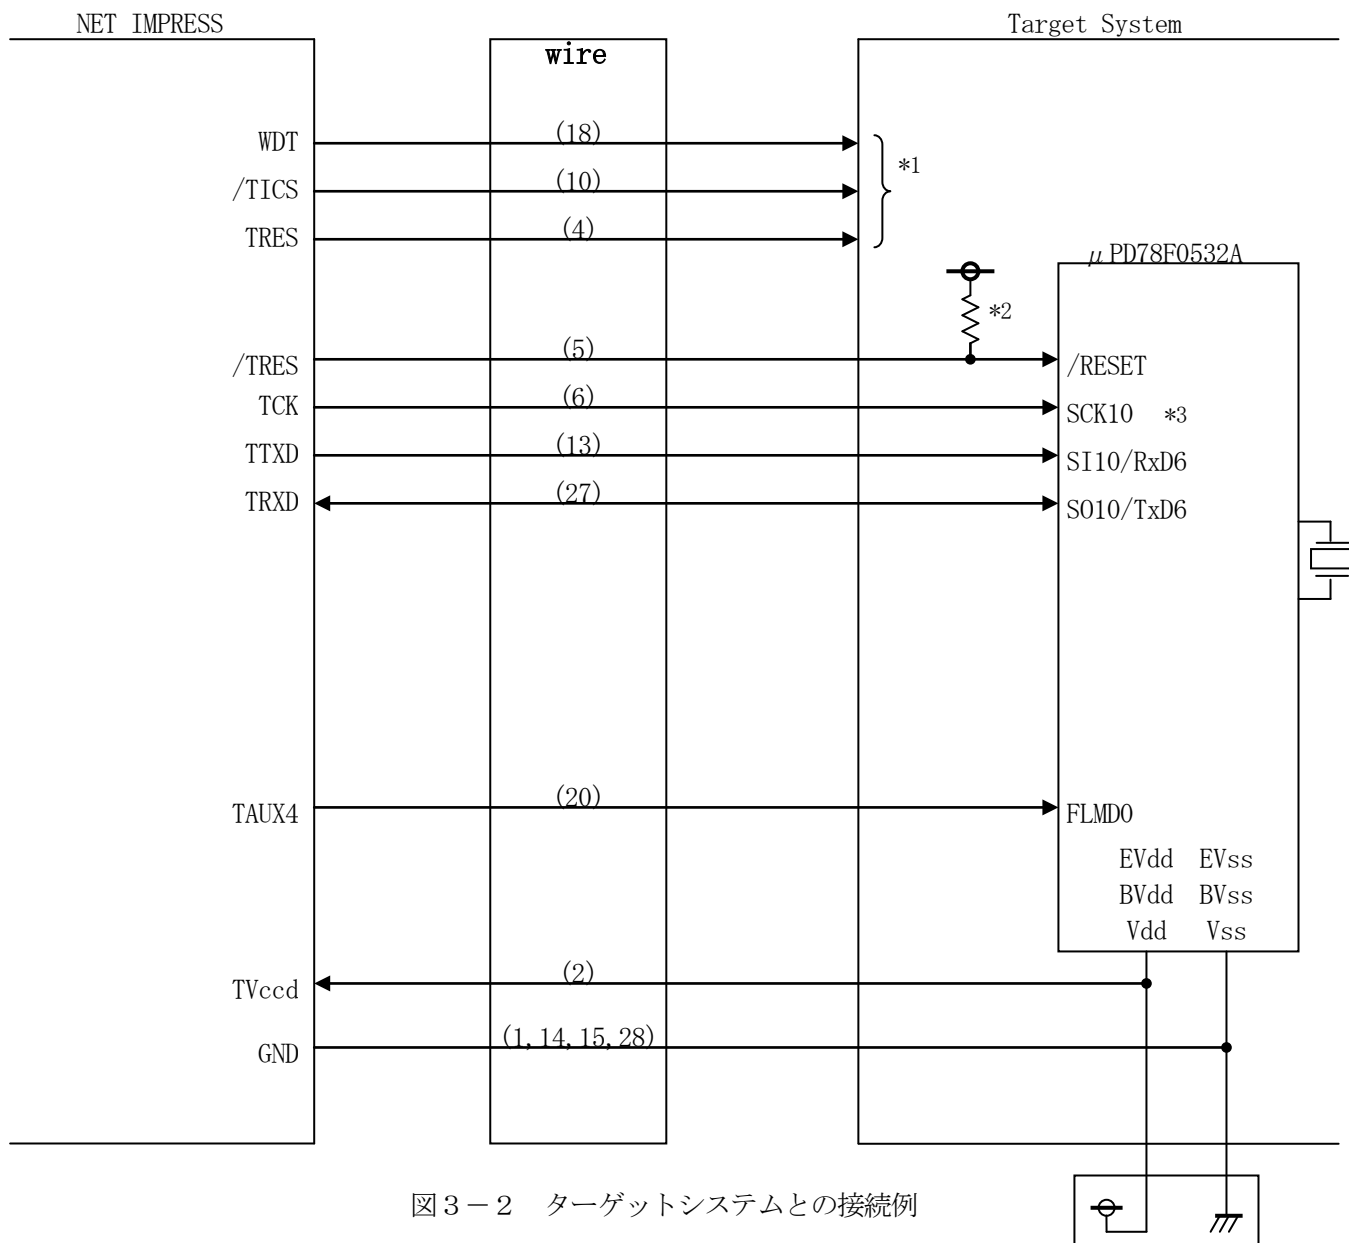 NET IMPRESS
Target System
wire
WDT
(18)
*1
/TICS
(10)
TRES
(4)
μPD78F0532A
*2
/TRES
(5)
/RESET
TCK
(6)
SCK10 *3
TTXD
(13)
SI10/RxD6
TRXD
(27)
SO10/TxD6
TAUX4
(20)
FLMD0
EVdd EVss
BVdd BVss
Vdd Vss
TVccd
(2)
GND
(1,14,15,28)
図3-2 ターゲットシステムとの接続例